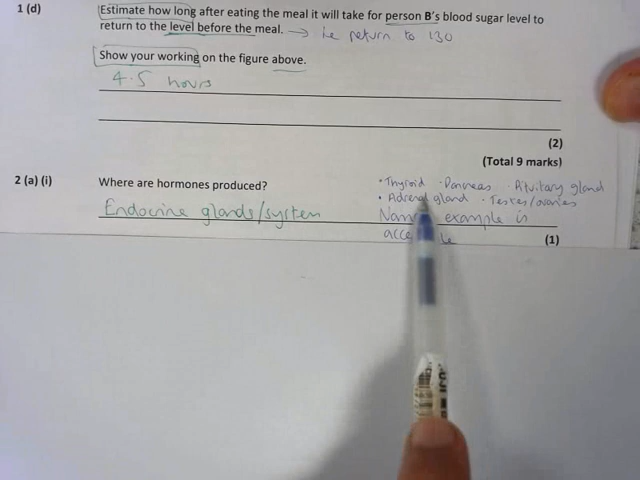 1 (d) Estimate how long after eating the meal it will take for person B's blood sugar level to
return to the level before the meal. → i.e return to 130
Show your working on the figure above.
4.5 hours
(2)
(Total 9 marks)
2 (a) (i) Where are hormones produced?
• Thyroid • Pancreas • Pituitary gland
• Adrenal gland • Testes/ovaries
Endocrine glands/system
example is
(1)